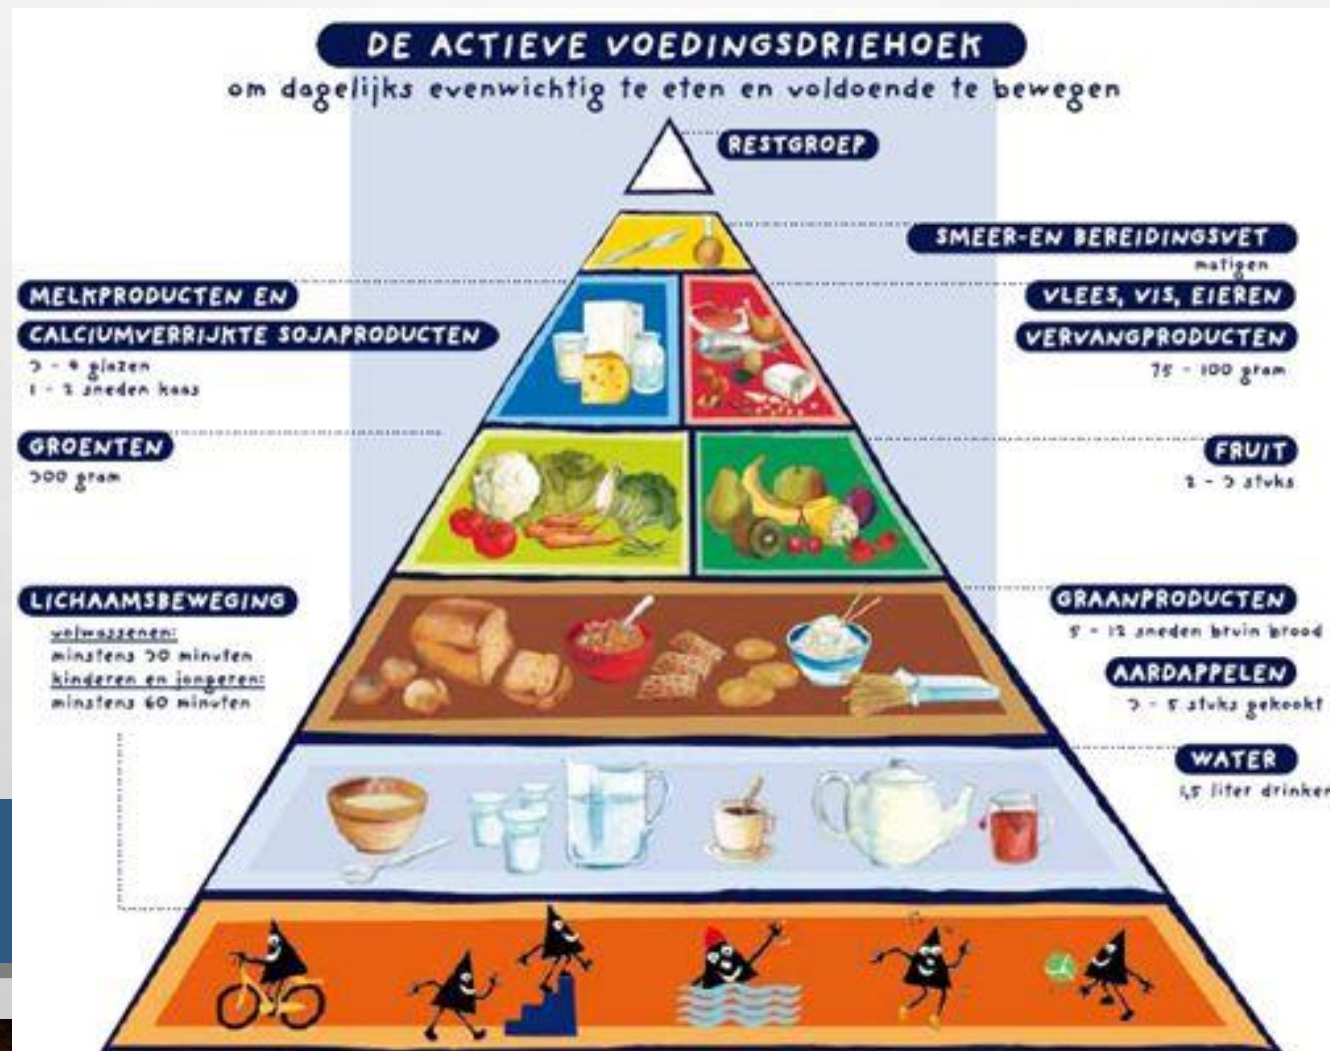 DE ACTIEVE VOEDINGSDRIEHOEK
om dagelijks evenwichtig te eten en voldoende te bewegen
RESTGROEP
SMEER-EN BEREIDINGSVET
matigen
MELKPRODUCTEN EN
CALCIUMVERRIJKTE SOJAPRODUCTEN
3 - 4 glazen
1 - 2 sneden kaas
VLEES, VIS, EIEREN
VERVANGPRODUCTEN
75 - 100 gram
GROENTEN
300 gram
FRUIT
2 - 3 stuks
LICHAAMSBEWEGING
volwassenen:
minstens 30 minuten
kinderen en jongeren:
minstens 60 minuten
GRAANPRODUCTEN
5 - 12 sneden bruin brood
AARDAPPELEN
3 - 5 stuks gekookt
WATER
1,5 liter drinken